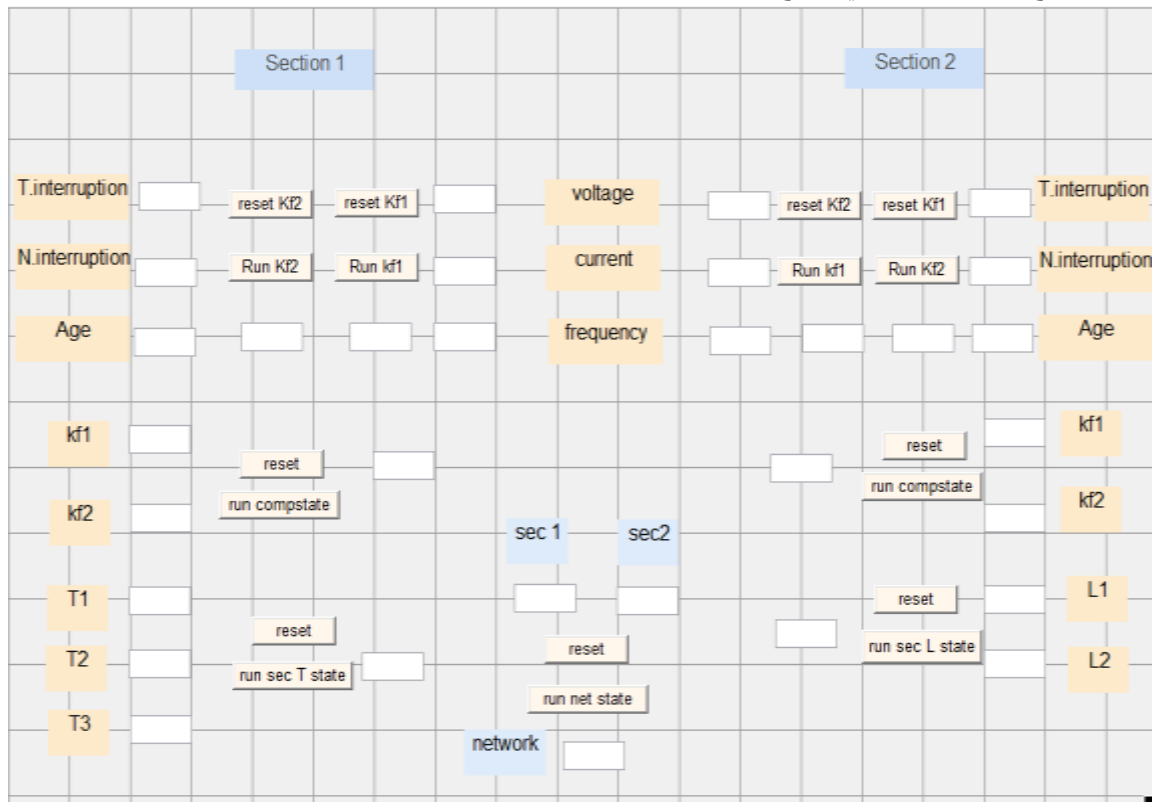 Section 1
Section 2
T.interruption
reset Kf2
reset Kf1
voltage
reset Kf2
reset Kf1
T.interruption
N.interruption
Run Kf2
Run kf1
current
Run kf1
Run Kf2
N.interruption
Age
frequency
Age
kf1
reset
run compstate
kf2
kf1
reset
run compstate
kf2
sec 1
sec2
T1
reset
T2
run sec T state
T3
reset
run net state
network
L1
reset
run sec L state
L2